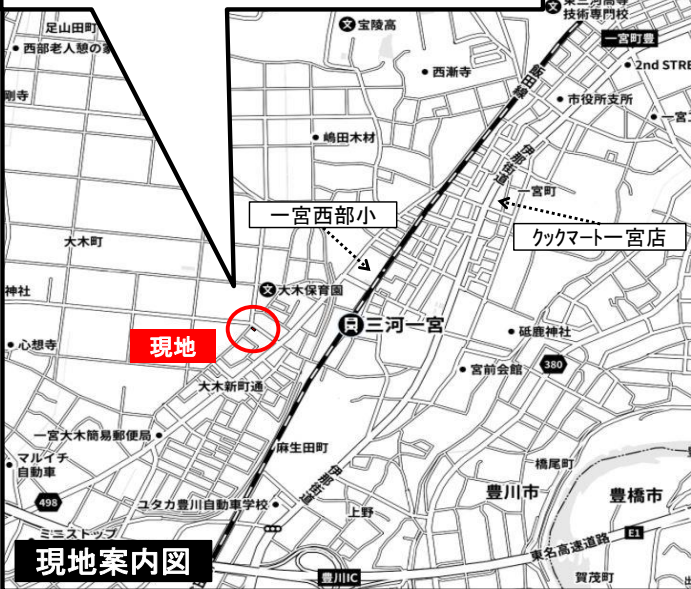 東三河高等
技術専門校
足山田町
宝陵高
一宮町豊
西部老人憩の家
西漸寺
2nd STRE
飯田線
市役所支所
剛寺
嶋田木材
一宮
伊那街道
一宮町
一宮西部小
クックマート一宮店
大木町
神社
大木保育園
三河一宮
砥鹿神社
現地
心想寺
宮前会館
380
大木新町通
一宮大木簡易郵便局
麻生田町
マルイチ
自動車
橋尾町
伊那街道
498
ユタカ豊川自動車学校
上野
豊川市
豊橋市
ミニストップ
E1
東名高速道路
現地案内図
豊川IC
賀茂町